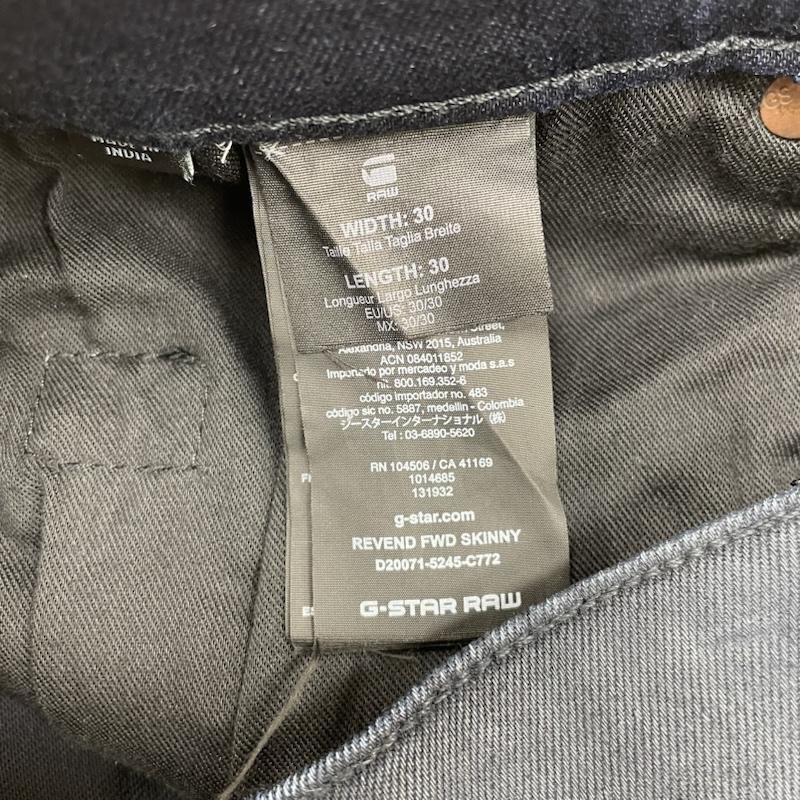 MADE IN
INDIA
GS
RAW
WIDTH: 30
Taille Talla Taglia Breite
LENGTH: 30
Longueur Largo Lunghezza
EU/US: 30/30
MX: 30/30
Street,
Alexandria, NSW 2015, Australia
ACN 084011852
Importado por mercadeo y moda s.a.s
nit. 800.169.352-6
código importador no. 483
código sic no. 5887, medellin - Colombia
ジースターインターナショナル (株)
Tel : 03-6890-5620
RN 104506 / CA 41169
1014685
131932
g-star.com
REVEND FWD SKINNY
D20071-5245-C772
G-STAR RAW